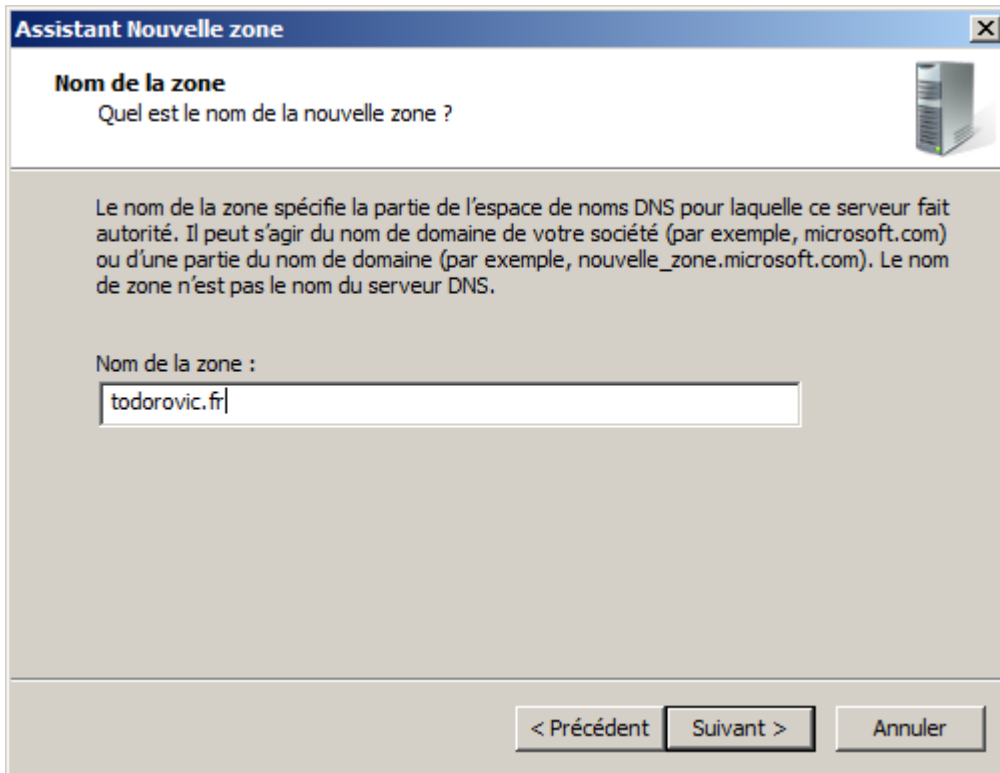 Assistant Nouvelle zone
Nom de la zone
Quel est le nom de la nouvelle zone ?
Le nom de la zone spécifie la partie de l’espace de noms DNS pour laquelle ce serveur fait
autorité. Il peut s’agir du nom de domaine de votre société (par exemple, microsoft.com)
ou d’une partie du nom de domaine (par exemple, nouvelle_zone.microsoft.com). Le nom
de zone n’est pas le nom du serveur DNS.
Nom de la zone :
todorovic.fr
< Précédent Suivant > Annuler